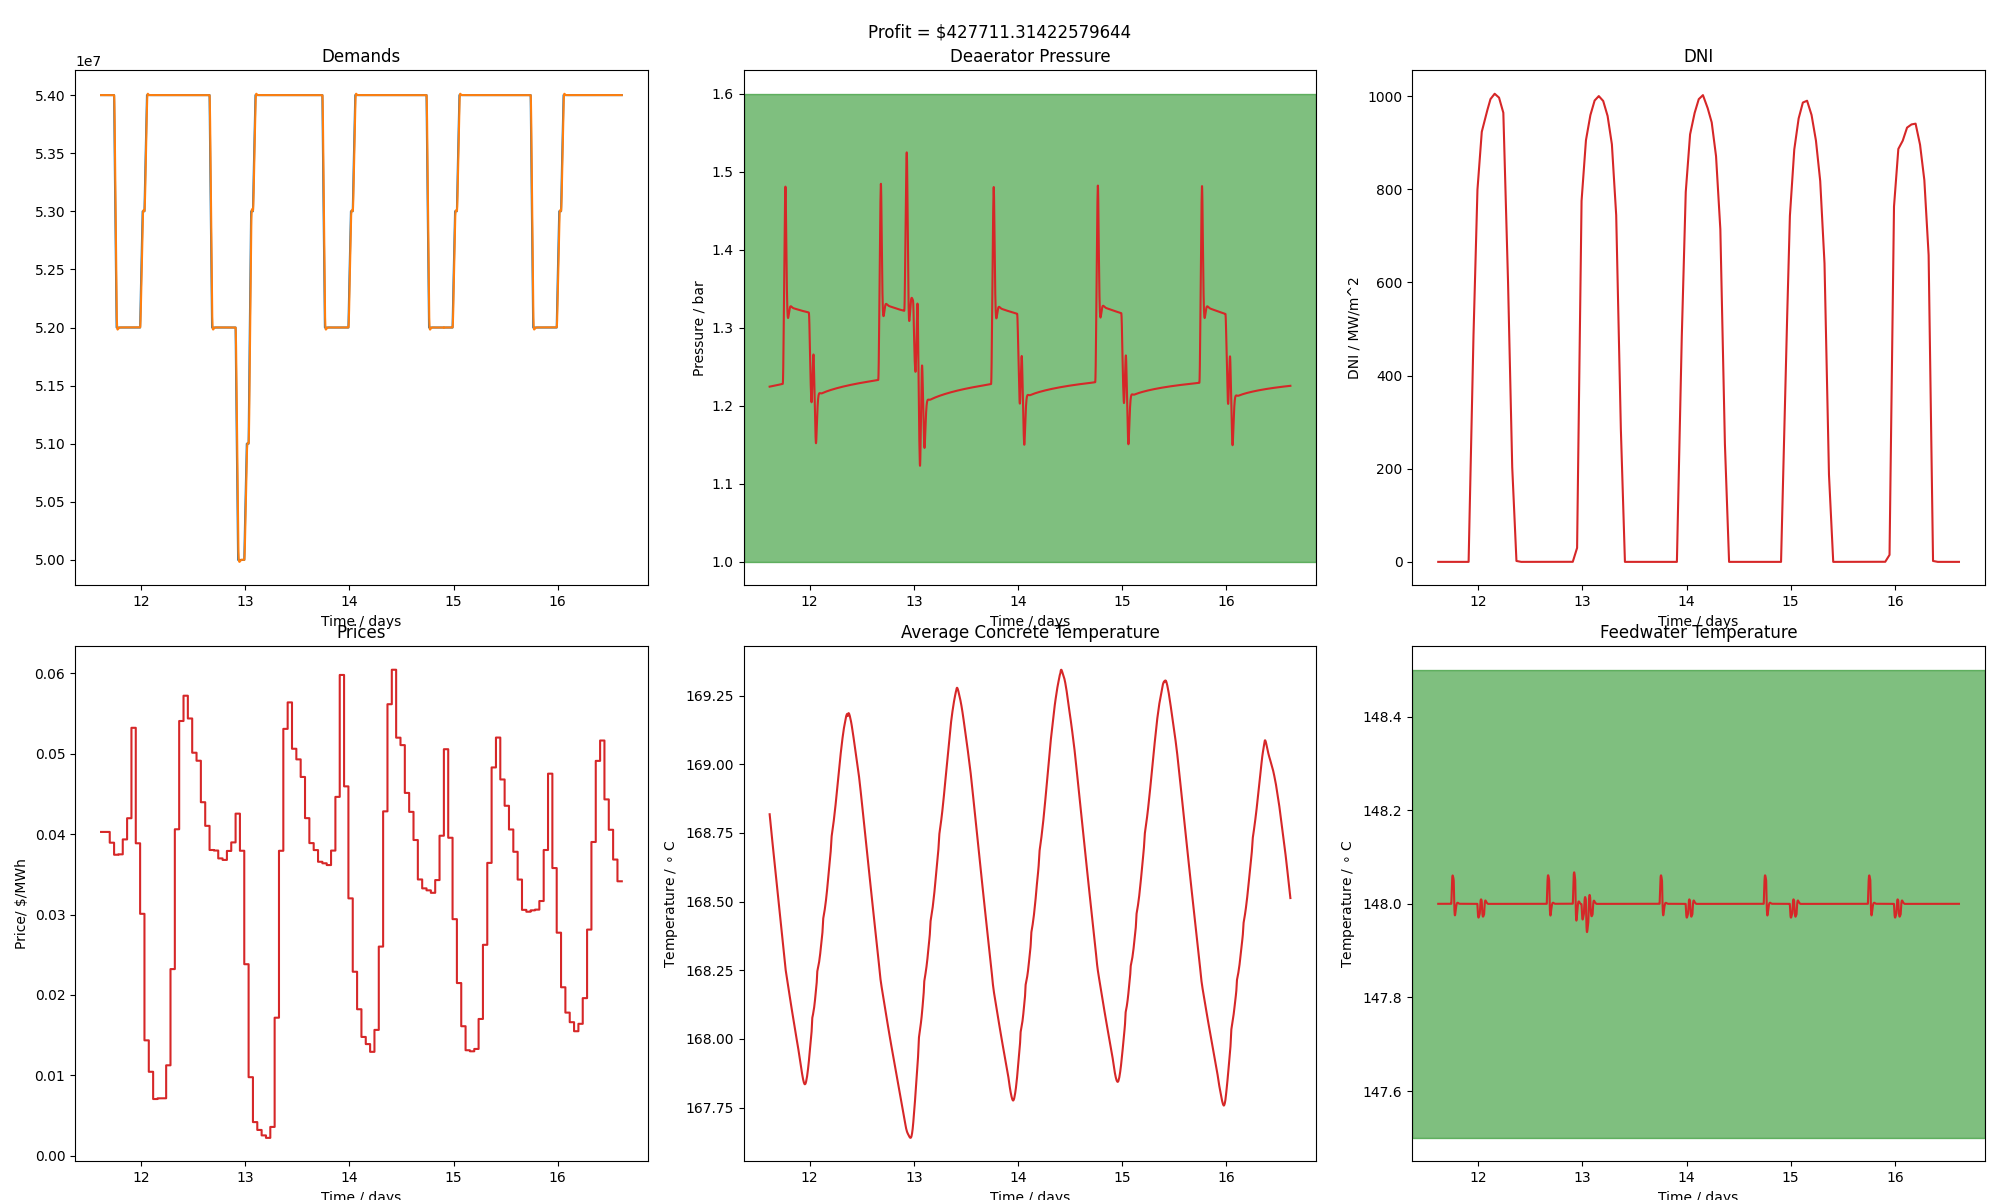 Profit = $427711.31422579644
Demands
1e7
5.40
5.35
5.30
5.25
5.20
5.15
5.10
5.05
5.00
12 13 14 15 16
Time / days
Deaerator Pressure
Pressure / bar
1.6
1.5
1.4
1.3
1.2
1.1
1.0
12 13 14 15 16
Time / days
DNI
DNI / MW/m^2
1000
800
600
400
200
0
12 13 14 15 16
Time / days
Prices
Price/ $/MWh
0.06
0.05
0.04
0.03
0.02
0.01
0.00
12 13 14 15 16
Time / days
Average Concrete Temperature
Temperature / ∘ C
169.25
169.00
168.75
168.50
168.25
168.00
167.75
12 13 14 15 16
Time / days
Feedwater Temperature
Temperature / ∘ C
148.4
148.2
148.0
147.8
147.6
12 13 14 15 16
Time / days